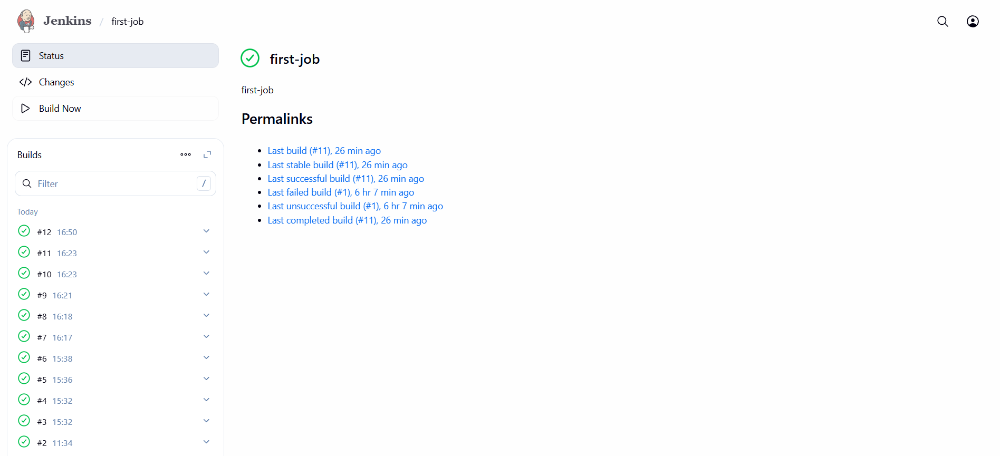 Jenkins / first-job
Status
Changes
Build Now
Builds
Filter /
Today
#12 16:50
#11 16:23
#10 16:23
#9 16:21
#8 16:18
#7 16:17
#6 15:38
#5 15:36
#4 15:32
#3 15:32
#2 11:34
first-job
first-job
Permalinks
Last build (#11), 26 min ago
Last stable build (#11), 26 min ago
Last successful build (#11), 26 min ago
Last failed build (#1), 6 hr 7 min ago
Last unsuccessful build (#1), 6 hr 7 min ago
Last completed build (#11), 26 min ago